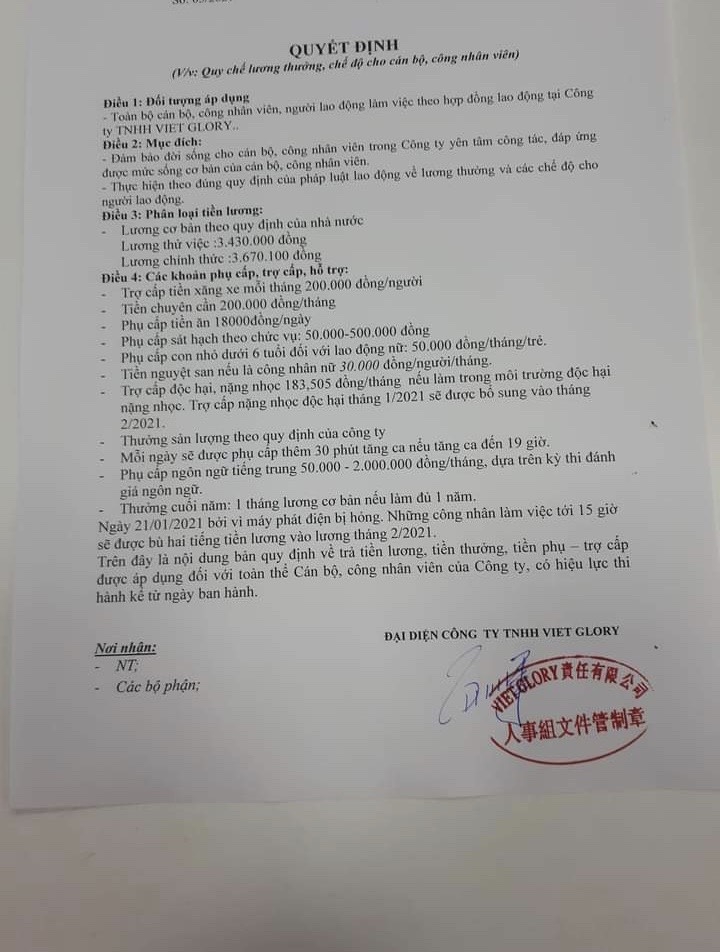 QUYẾT ĐỊNH
(V/v: Quy chế lương thưởng, chế độ cho cán bộ, công nhân viên)
Điều 1: Đối tượng áp dụng
- Toàn bộ cán bộ, công nhân viên, người lao động làm việc theo hợp đồng lao động tại Công
ty TNHH VIET GLORY..
Điều 2: Mục đích:
- Đảm bảo đời sống cho cán bộ, công nhân viên trong Công ty yên tâm công tác, đáp ứng
được mức sống cơ bản của cán bộ, công nhân viên.
- Thực hiện theo đúng quy định của pháp luật lao động về lương thưởng và các chế độ cho
người lao động.
Điều 3: Phân loại tiền lương:
- Lương cơ bản theo quy định của nhà nước
Lương thử việc :3.430.000 đồng
Lương chính thức :3.670.100 đồng
Điều 4: Các khoản phụ cấp, trợ cấp, hỗ trợ:
- Trợ cấp tiền xăng xe mỗi tháng 200.000 đồng/người
- Tiền chuyên cần 200.000 đồng/tháng
- Phụ cấp tiền ăn 18000đồng/ngày
- Phụ cấp sát hạch theo chức vụ: 50.000-500.000 đồng
- Phụ cấp con nhỏ dưới 6 tuổi đối với lao động nữ: 50.000 đồng/tháng/trẻ.
- Tiền nguyệt san nếu là công nhân nữ 30.000 đồng/người/tháng.
- Trợ cấp độc hại, nặng nhọc 183,505 đồng/tháng nếu làm trong môi trường độc hại
nặng nhọc. Trợ cấp nặng nhọc độc hại tháng 1/2021 sẽ được bổ sung vào tháng
2/2021.
- Thưởng sản lượng theo quy định của công ty
- Mỗi ngày sẽ được phụ cấp thêm 30 phút tăng ca nếu tăng ca đến 19 giờ.
- Phụ cấp ngôn ngữ tiếng trung 50.000 - 2.000.000 đồng/tháng, dựa trên kỳ thi đánh
giá ngôn ngữ.
- Thưởng cuối năm: 1 tháng lương cơ bản nếu làm đủ 1 năm.
Ngày 21/01/2021 bởi vì máy phát điện bị hỏng. Những công nhân làm việc tới 15 giờ
sẽ được bù hai tiếng tiền lương vào lương tháng 2/2021.
Trên đây là nội dung bản quy định về trả tiền lương, tiền thưởng, tiền phụ – trợ cấp
được áp dụng đối với toàn thể Cán bộ, công nhân viên của Công ty, có hiệu lực thi
hành kể từ ngày ban hành.
ĐẠI DIỆN CÔNG TY TNHH VIET GLORY
Nơi nhận:
- NT;
- Các bộ phận;
VIET GLORY責任有限公司
人事組文件管制章